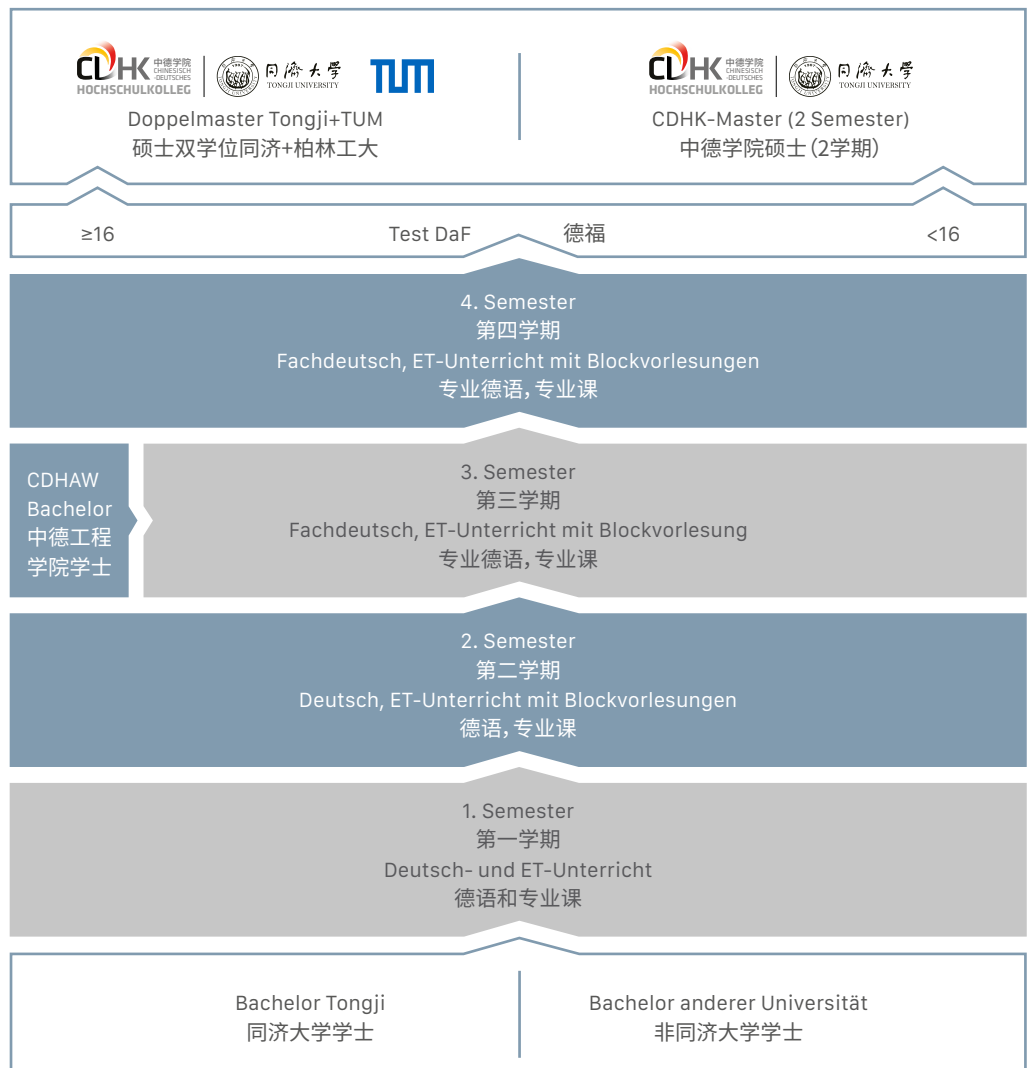 CDHK 中德学院
CHINESISCH
-DEUTSCHES
HOCHSCHULKOLLEG
同濟大学
TONGJI UNIVERSITY
TUM
Doppelmaster Tongji+TUM
硕士双学位同济+柏林工大
CDHK 中德学院
CHINESISCH
-DEUTSCHES
HOCHSCHULKOLLEG
同濟大学
TONGJI UNIVERSITY
CDHK-Master (2 Semester)
中德学院硕士(2学期)
≥16 Test DaF 德福 <16
4. Semester
第四学期
Fachdeutsch, ET-Unterricht mit Blockvorlesungen
专业德语,专业课
CDHAW
Bachelor
中德工程
学院学士
3. Semester
第三学期
Fachdeutsch, ET-Unterricht mit Blockvorlesung
专业德语,专业课
2. Semester
第二学期
Deutsch, ET-Unterricht mit Blockvorlesungen
德语,专业课
1. Semester
第一学期
Deutsch- und ET-Unterricht
德语和专业课
Bachelor Tongji
同济大学学士
Bachelor anderer Universität
非同济大学学士